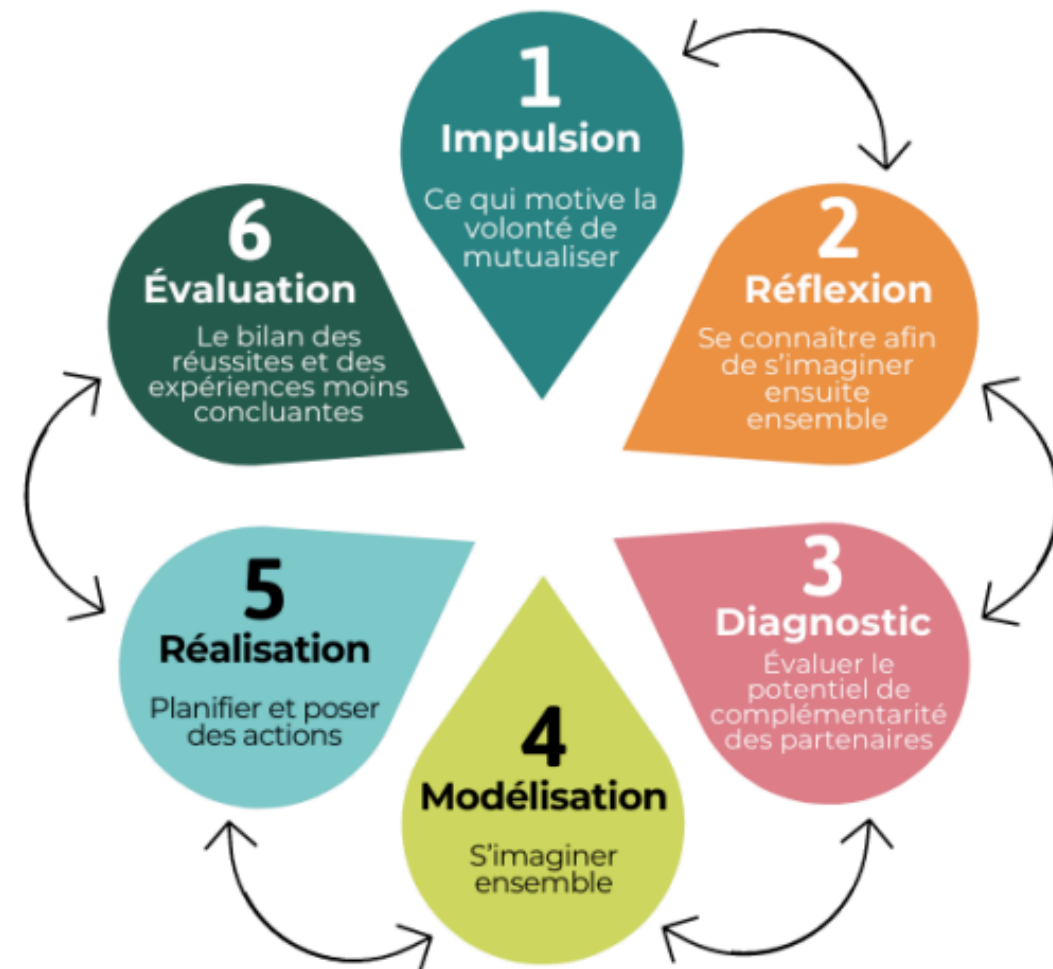 1
Impulsion
Ce qui motive la
volonté de
mutualiser
2
Réflexion
Se connaître afin
de s'imaginer
ensuite
ensemble
3
Diagnostic
Évaluer le
potentiel de
complémentarité
des partenaires
4
Modélisation
S'imaginer
ensemble
5
Réalisation
Planifier et poser
des actions
6
Évaluation
Le bilan des
réussites et des
expériences moins
concluantes